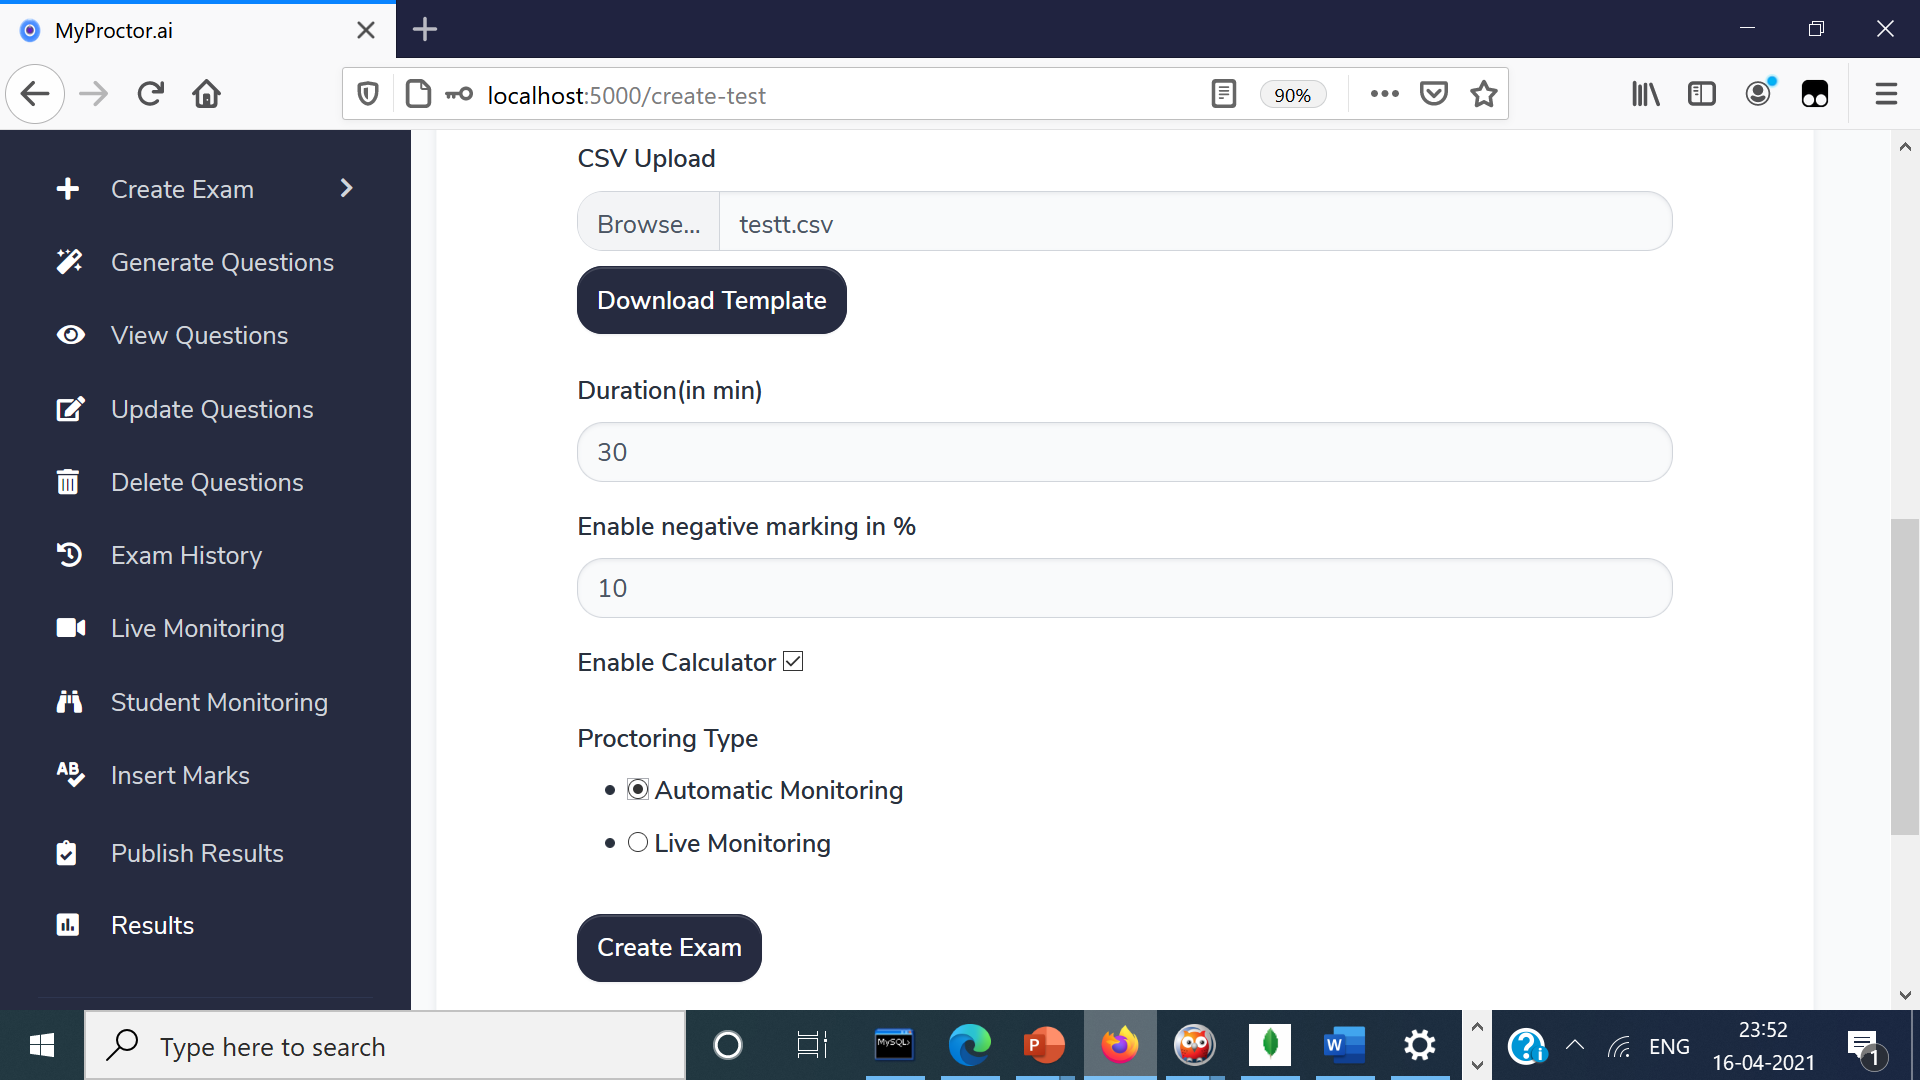 MyProctor.ai
localhost:5000/create-test
90%
Create Exam
Generate Questions
View Questions
Update Questions
Delete Questions
Exam History
Live Monitoring
Student Monitoring
AB
Insert Marks
Publish Results
Results
CSV Upload
Browse... testt.csv
Download Template
Duration(in min)
30
Enable negative marking in %
10
Enable Calculator
Proctoring Type
Automatic Monitoring
Live Monitoring
Create Exam
Type here to search
MySQL>
P
W
ENG
23:52
16-04-2021
1